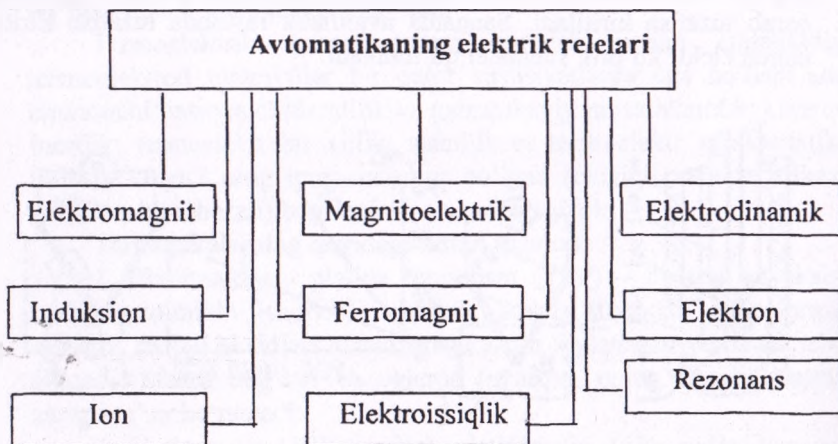 Avtomatikaning elektrik relelari
Elektromagnit
Magnitoelektrik
Elektrodinamik
Induksion
Ferromagnit
Elektron
Rezonans
Ion
Elektroissiqlik